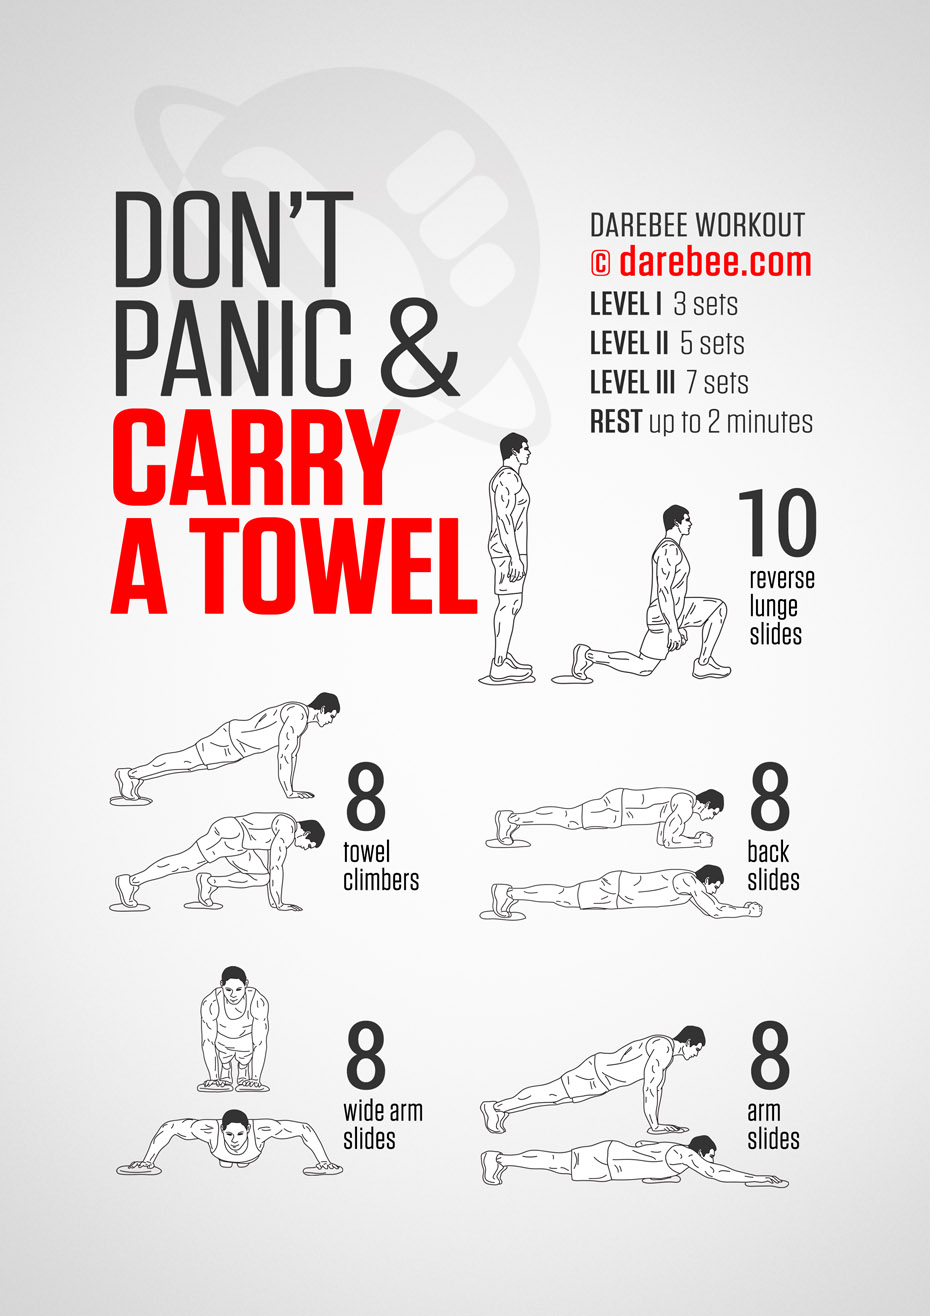 DON'T
PANIC &
CARRY
A TOWEL
DAREBEE WORKOUT
© darebee.com
LEVEL I 3 sets
LEVEL II 5 sets
LEVEL III 7 sets
REST up to 2 minutes
10
reverse
lunge
slides
8
towel
climbers
8
back
slides
8
wide arm
slides
8
arm
slides